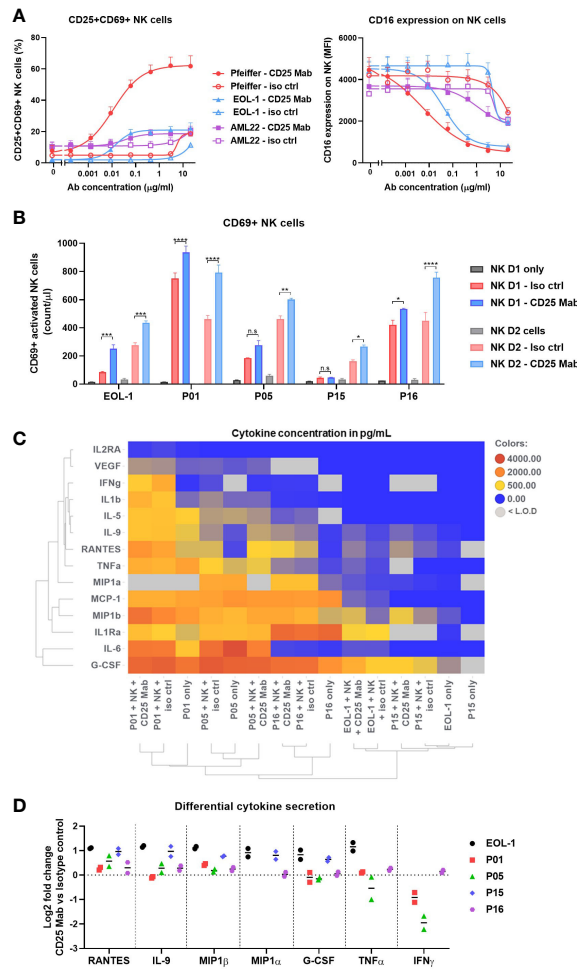 A
CD25+CD69+ NK cells
CD25+CD69+ NK cells (%)
80
60
40
20
0
0
0.001
0.01
0.1
1
10
Ab concentration (μg/ml)
Pfeiffer - CD25 Mab
Pfeiffer - iso ctrl
EOL-1 - CD25 Mab
EOL-1 - iso ctrl
AML22 - CD25 Mab
AML22 - iso ctrl
CD16 expression on NK cells
CD16 expression on NK (MFI)
6000
4000
2000
0
0
0.001
0.01
0.1
1
10
Ab concentration (μg/ml)
B
CD69+ NK cells
CD69+ activated NK cells
(count/μl)
1000
800
600
400
200
0
***
***
****
****
n.s
**
n.s
*
*
****
EOL-1
P01
P05
P15
P16
NK D1 only
NK D1 - Iso ctrl
NK D1 - CD25 Mab
NK D2 cells
NK D2 - Iso ctrl
NK D2 - CD25 Mab
C
Cytokine concentration in pg/mL
IL2RA
VEGF
IFNg
IL1b
IL-5
IL-9
RANTES
TNFa
MIP1a
MCP-1
MIP1b
IL1Ra
IL-6
G-CSF
Colors:
4000.00
2000.00
500.00
0.00
< L.O.D
P01 + NK +
CD25 Mab
P01 + NK +
iso ctrl
P01 only
P05 + NK +
iso ctrl
P05 only
P05 + NK +
CD25 Mab
P16 + NK +
CD25 Mab
P16 + NK +
iso ctrl
P16 only
EOL-1 + NK
+ CD25 Mab
EOL-1 + NK
+ iso ctrl
P15 + NK +
CD25 Mab
P15 + NK +
iso ctrl
EOL-1 only
P15 only
D
Differential cytokine secretion
Log2 fold change
CD25 Mab vs Isotype control
3
2
1
0
-1
-2
-3
RANTES
IL-9
MIP1β
MIP1α
G-CSF
TNFα
IFNγ
EOL-1
P01
P05
P15
P16